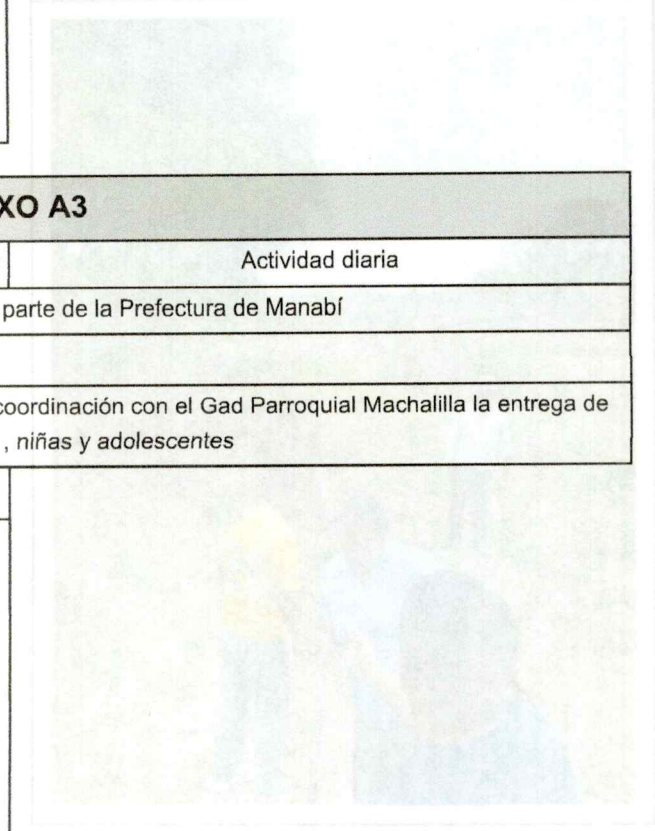 XO A3
Actividad diaria
parte de la Prefectura de Manabí
coordinación con el Gad Parroquial Machalilla la entrega de
, niñas y adolescentes